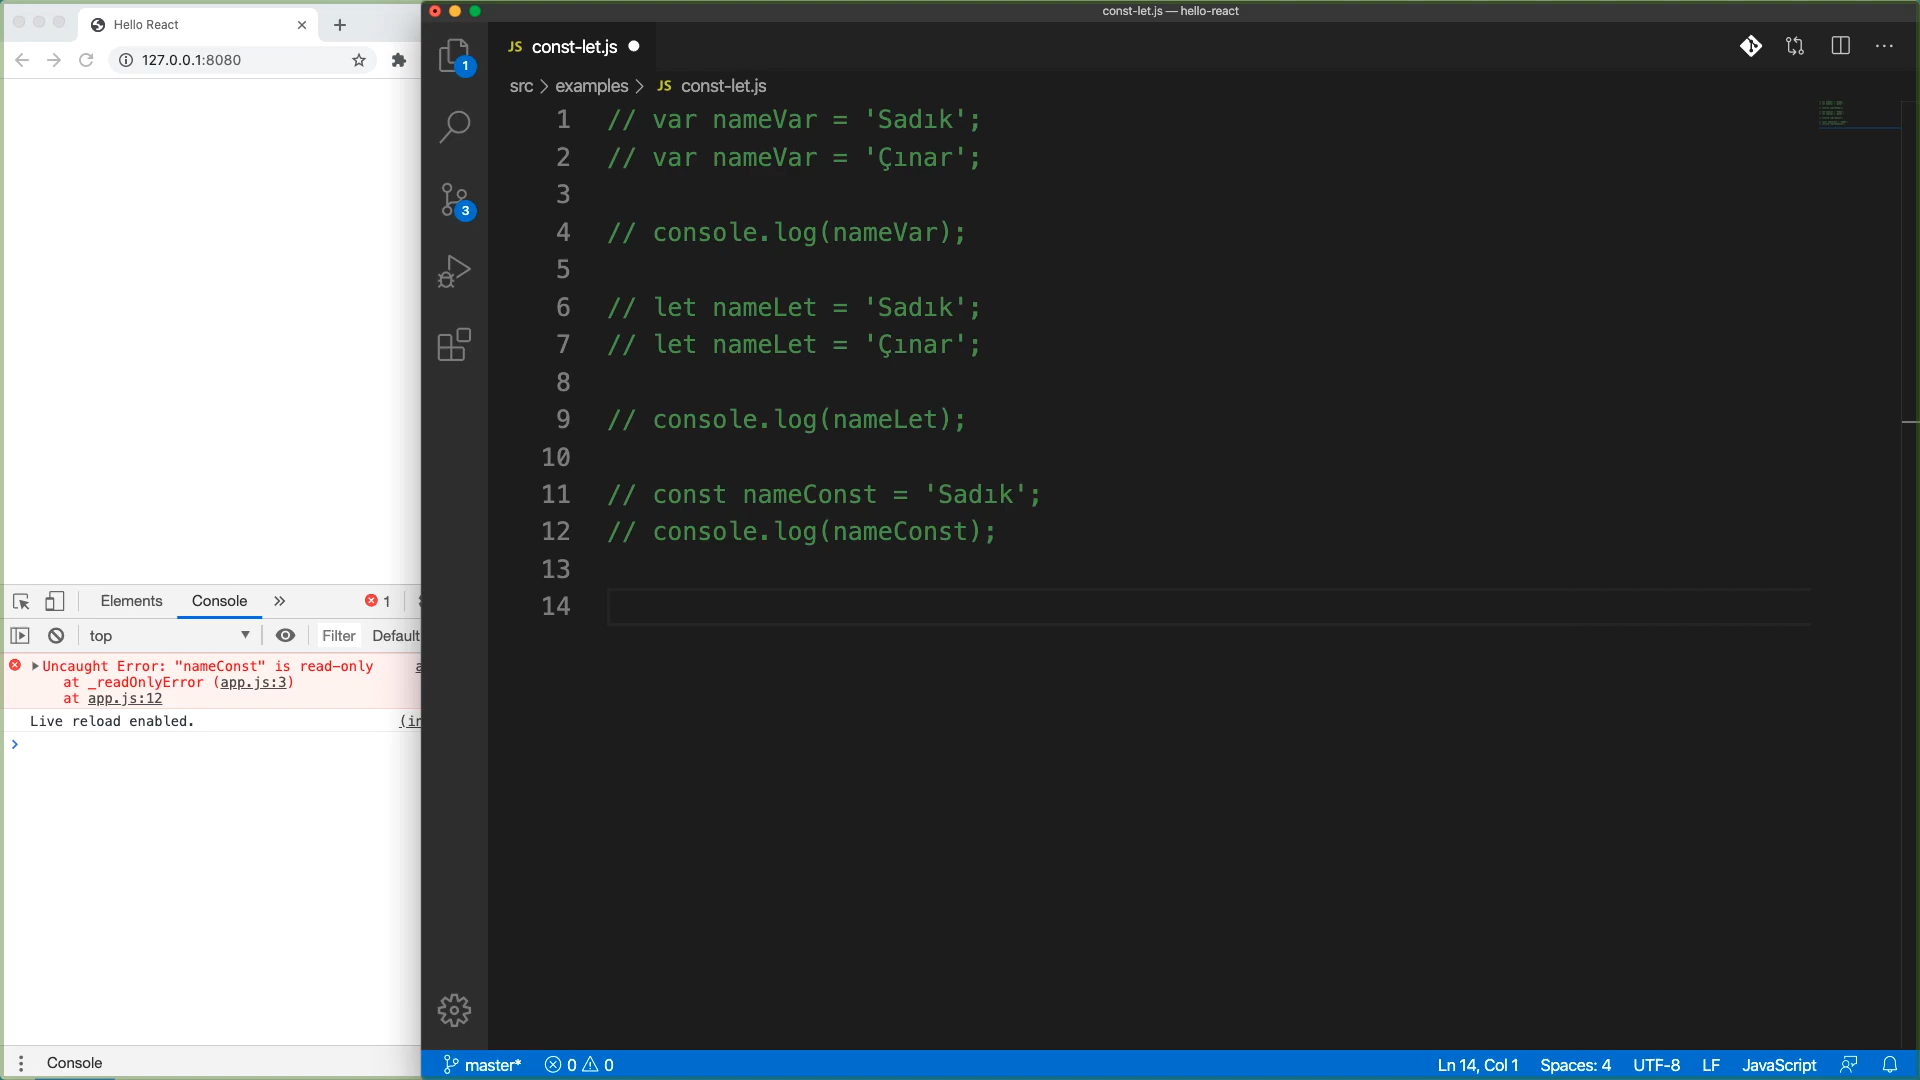 Hello React
127.0.0.1:8080
Elements
Console
1
top
Filter
Default
Uncaught Error: "nameConst" is read-only
at _readOnlyError (app.js:3)
at app.js:12
Live reload enabled.
(in
Console
const-let.js — hello-react
1
3
JS const-let.js
src > examples > JS const-let.js
1 // var nameVar = 'Sadık';
2 // var nameVar = 'Çınar';
3
4 // console.log(nameVar);
5
6 // let nameLet = 'Sadık';
7 // let nameLet = 'Çınar';
8
9 // console.log(nameLet);
10
11 // const nameConst = 'Sadık';
12 // console.log(nameConst);
13
14
master* 0 0 Ln 14, Col 1 Spaces: 4 UTF-8 LF JavaScript